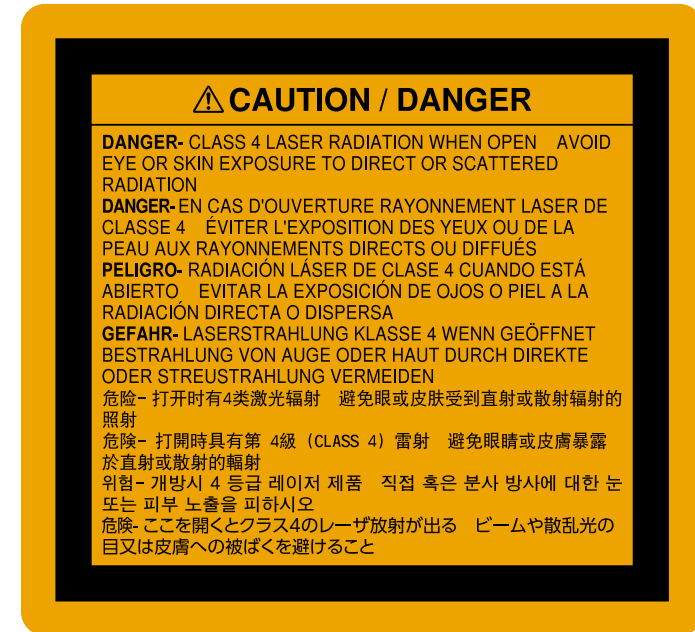 ⚠ CAUTION / DANGER
DANGER- CLASS 4 LASER RADIATION WHEN OPEN AVOID
EYE OR SKIN EXPOSURE TO DIRECT OR SCATTERED
RADIATION
DANGER- EN CAS D'OUVERTURE RAYONNEMENT LASER DE
CLASSE 4 ÉVITER L'EXPOSITION DES YEUX OU DE LA
PEAU AUX RAYONNEMENTS DIRECTS OU DIFFUÉS
PELIGRO- RADIACIÓN LÁSER DE CLASE 4 CUANDO ESTÁ
ABIERTO EVITAR LA EXPOSICIÓN DE OJOS O PIEL A LA
RADIACIÓN DIRECTA O DISPERSA
GEFAHR- LASERSTRAHLUNG KLASSE 4 WENN GEÖFFNET
BESTRAHLUNG VON AUGE ODER HAUT DURCH DIREKTE
ODER STREUSTRAHLUNG VERMEIDEN
危险- 打开时有4类激光辐射 避免眼或皮肤受到直射或散射辐射的
照射
危険- 打開時具有第 4級 (CLASS 4) 雷射 避免眼睛或皮膚暴露
於直射或散射的輻射
위험- 개방시 4 등급 레이저 제품 직접 혹은 분사 방사에 대한 눈
또는 피부 노출을 피하시오
危険- ここを開くとクラス4のレーザ放射が出る ビームや散乱光の
目又は皮膚への被ばくを避けること